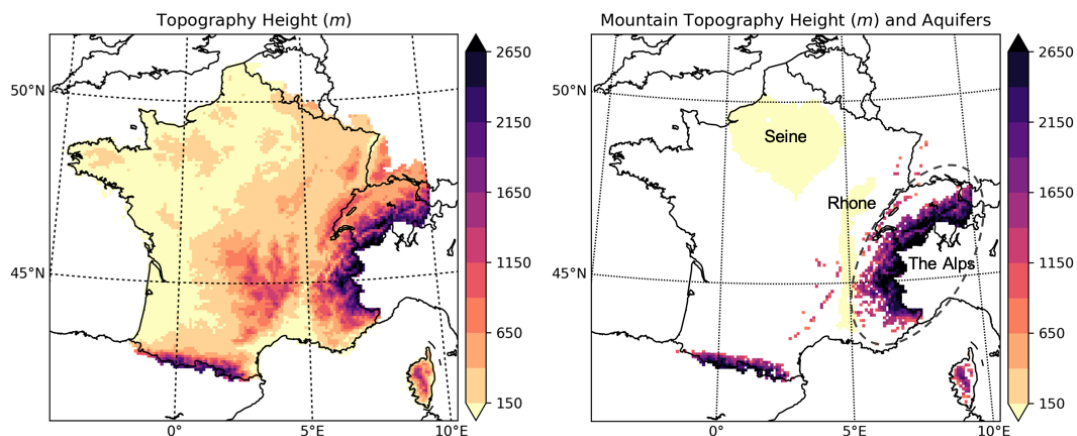 Topography Height (m)
50°N
45°N
0°E
5°E
10°E
2650
2150
1650
1150
650
150
Mountain Topography Height (m) and Aquifers
Seine
Rhone
The Alps
50°N
45°N
0°E
5°E
10°E
2650
2150
1650
1150
650
150